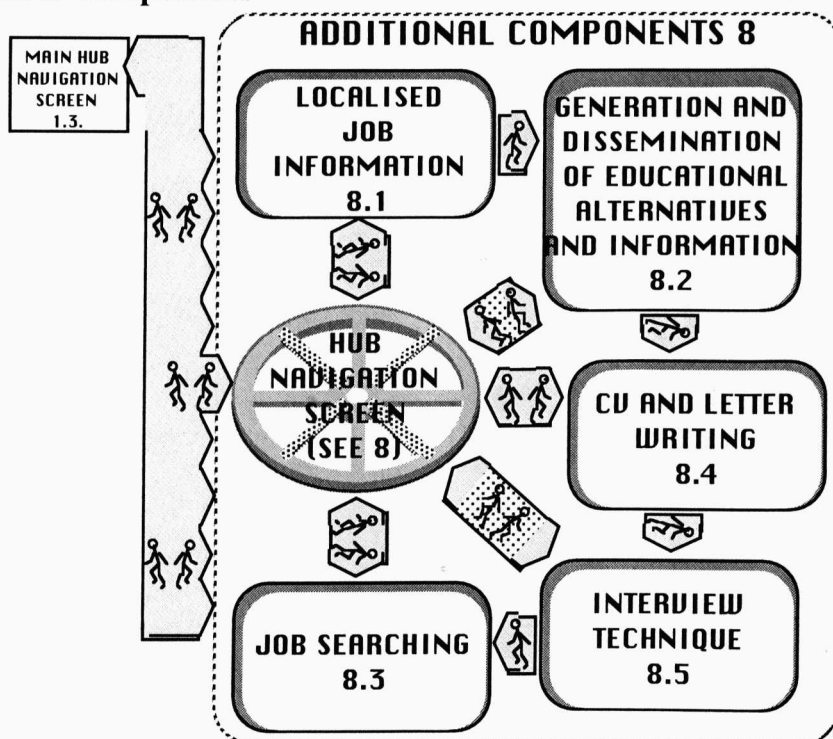 ADDITIONAL COMPONENTS 8
MAIN HUB
NAVIGATION
SCREEN
1.3.
LOCALISED
JOB
INFORMATION
8.1
GENERATION AND
DISSEMINATION
OF EDUCATIONAL
ALTERNATIVES
AND INFORMATION
8.2
HUB
NAVIGATION
SCREEN
(SEE 8)
CV AND LETTER
WRITING
8.4
JOB SEARCHING
8.3
INTERVIEW
TECHNIQUE
8.5